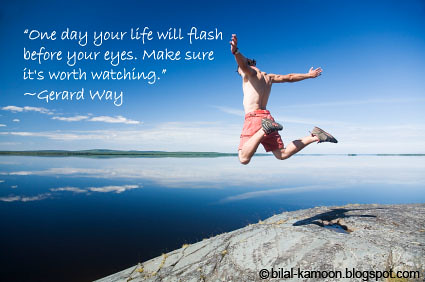 “One day your life will flash
before your eyes. Make sure
it's worth watching.”
~Gerard Way
©bilal-kamoon.blogspot.com